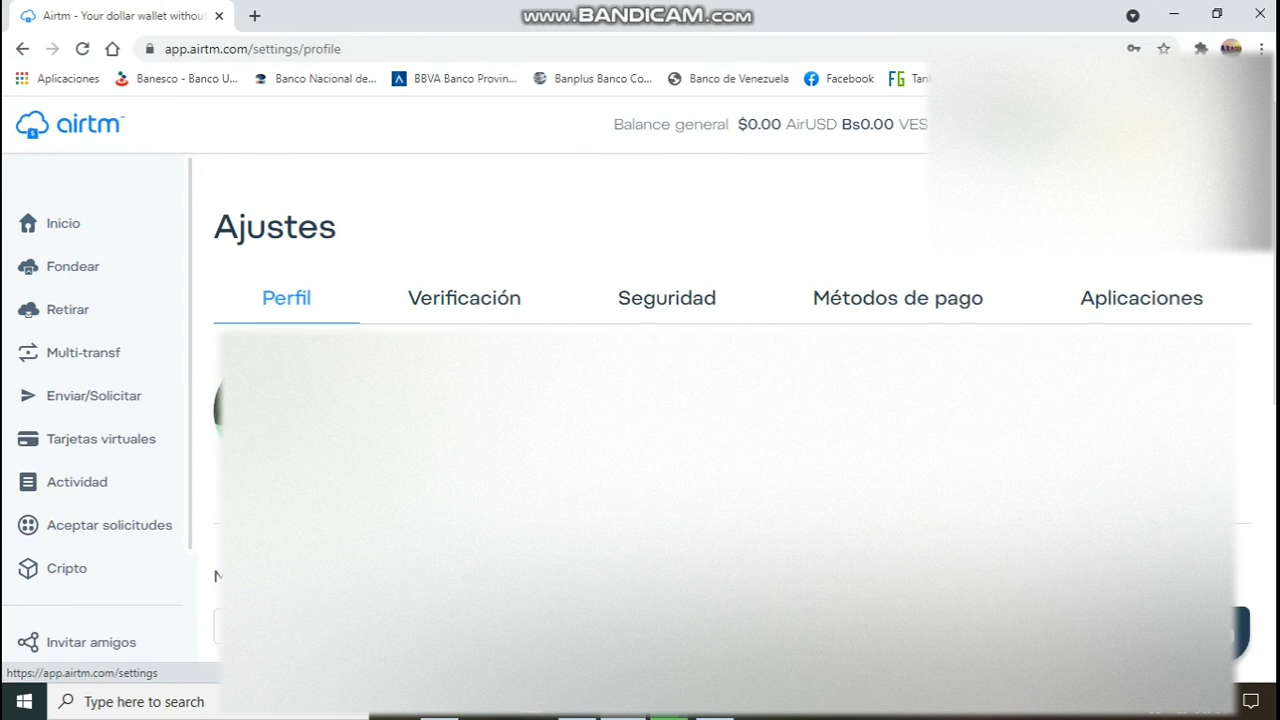 www.BANDICAM.com
Airtm - Your dollar wallet without
app.airtm.com/settings/profile
Aplicaciones
Banesco - Banco U...
Banco Nacional de...
BBVA Banco Provin...
Banplus Banco Co...
Banco de Venezuela
Facebook
FG Tan
airtm
Balance general $0.00 AirUSD Bs0.00 VES
Ajustes
Perfil
Verificación
Seguridad
Métodos de pago
Aplicaciones
Inicio
Fondear
Retirar
Multi-transf
Enviar/Solicitar
Tarjetas virtuales
Actividad
Aceptar solicitudes
Cripto
Invitar amigos
https://app.airtm.com/settings
Type here to search